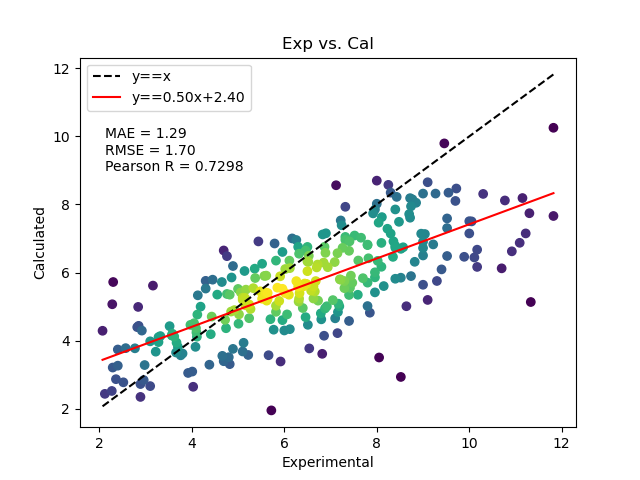 Exp vs. Cal
y==x
y==0.50x+2.40
MAE = 1.29
RMSE = 1.70
Pearson R = 0.7298
12
10
8
6
4
2
Calculated
2 4 6 8 10 12
Experimental